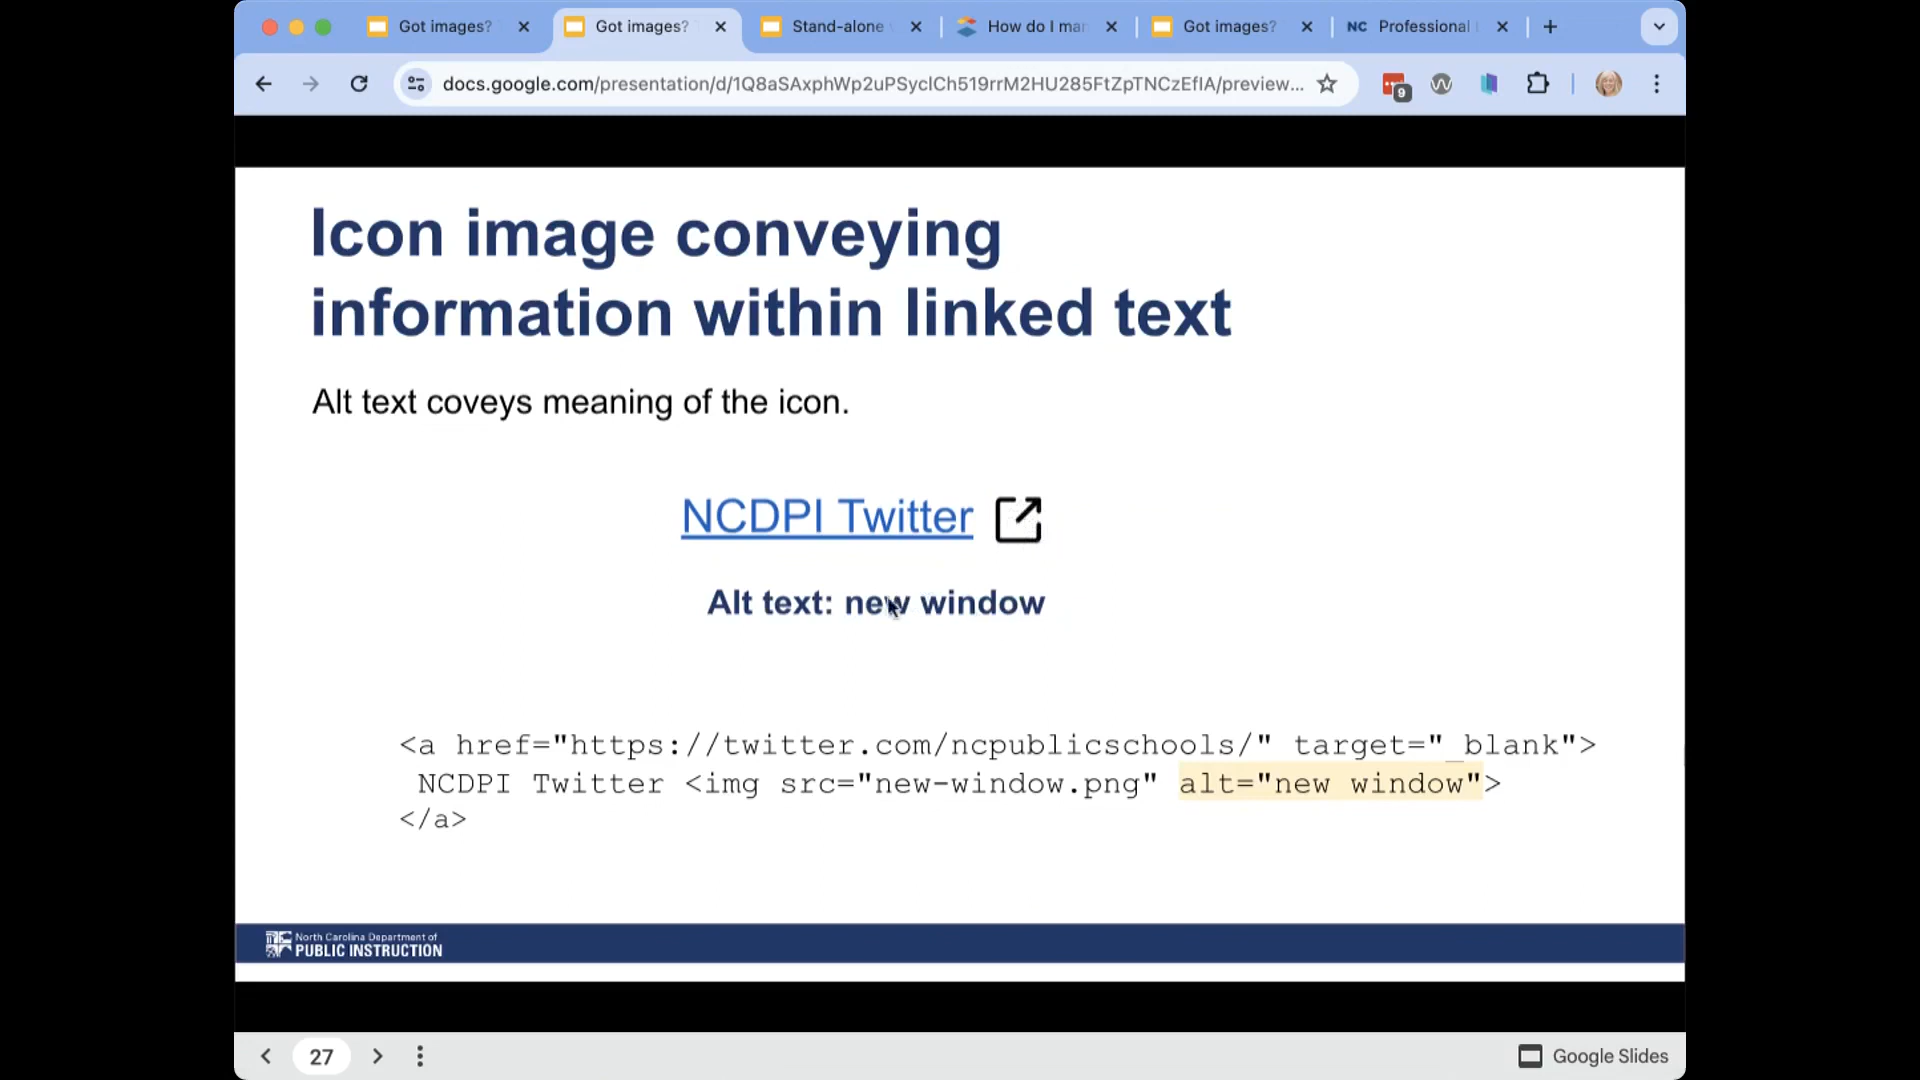 Got images?
Got images?
Stand-alone
How do I mar
Got images?
NC Professional
docs.google.com/presentation/d/1Q8aSAxphWp2uPSyclCh519rrM2HU285FtZpTNCzEfIA/preview...
9
Icon image conveying
information within linked text
Alt text coveys meaning of the icon.
NCDPI Twitter
Alt text: new window
<a href="https://twitter.com/ncpublicschools/" target="_blank">
NCDPI Twitter <img src="new-window.png" alt="new window">
</a>
North Carolina Department of
PUBLIC INSTRUCTION
27
Google Slides